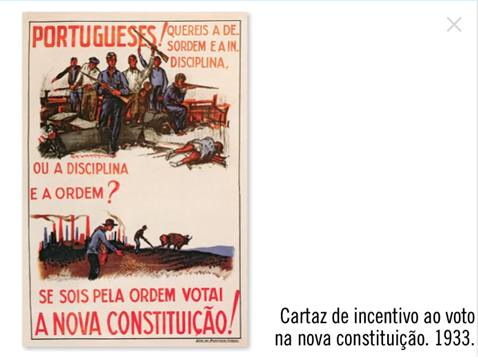 PORTUGUESES! QUEREIS A DE.
SORDEM E A IN.
DISCIPLINA,
OU A DISCIPLINA
E A ORDEM?
SE SOIS PELA ORDEM VOTAI
A NOVA CONSTITUIÇÃO!
Cartaz de incentivo ao voto
na nova constituição. 1933.